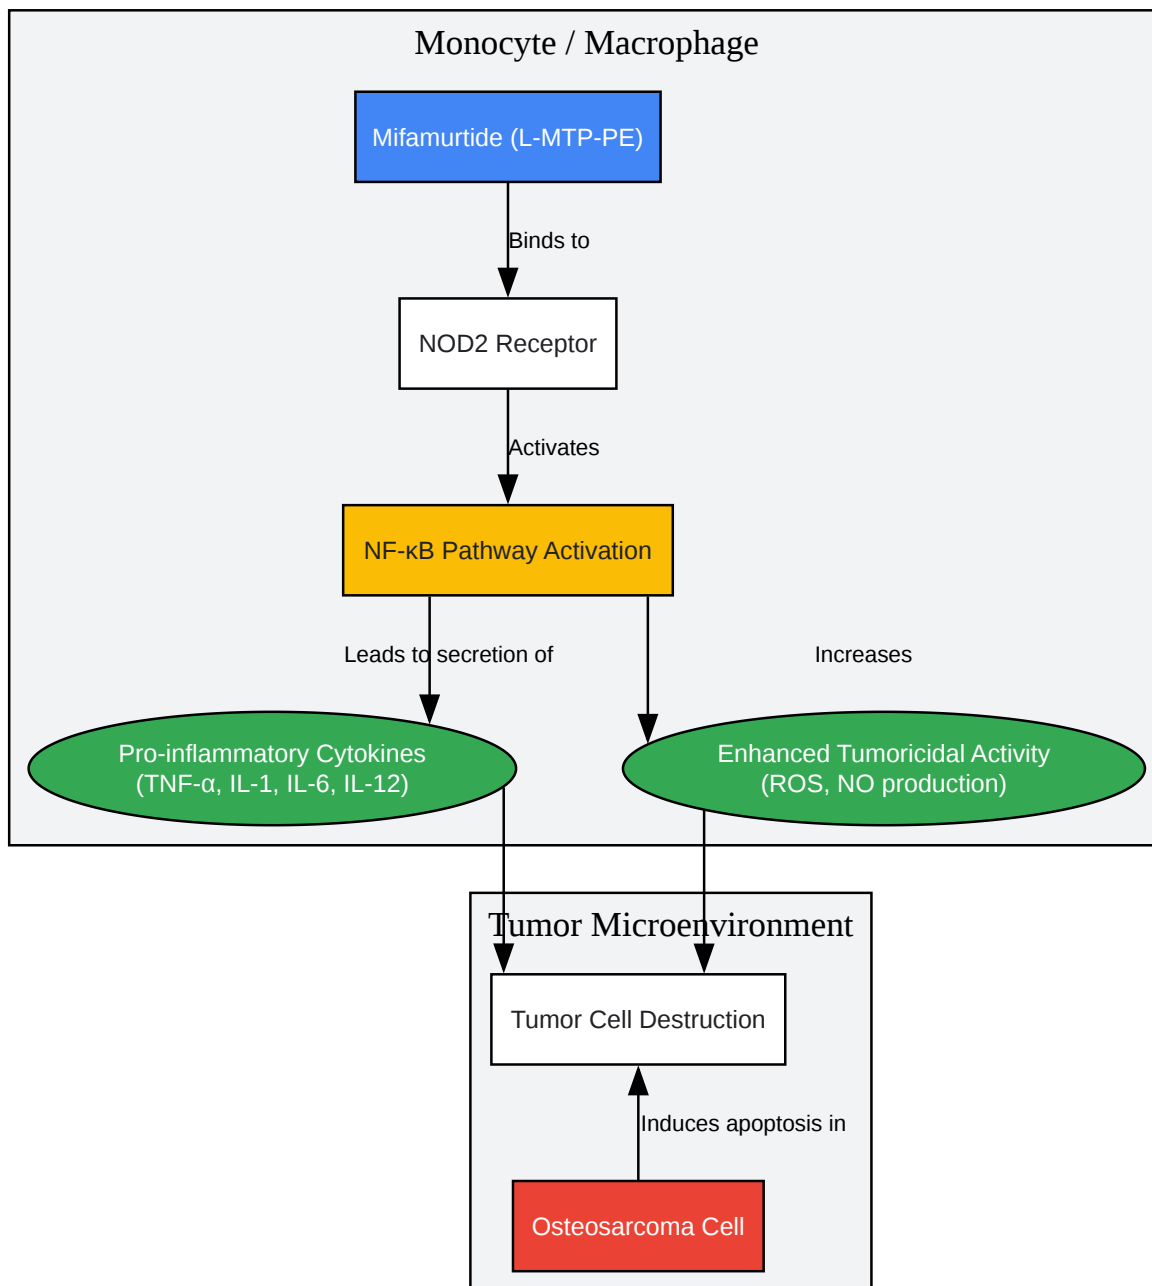 Monocyte / Macrophage
Mifamurtide (L-MTP-PE)
Binds to
NOD2 Receptor
Activates
NF-κB Pathway Activation
Leads to secretion of
Increases
Pro-inflammatory Cytokines
(TNF-α, IL-1, IL-6, IL-12)
Enhanced Tumoricidal Activity
(ROS, NO production)
Tumor Microenvironment
Tumor Cell Destruction
Induces apoptosis in
Osteosarcoma Cell